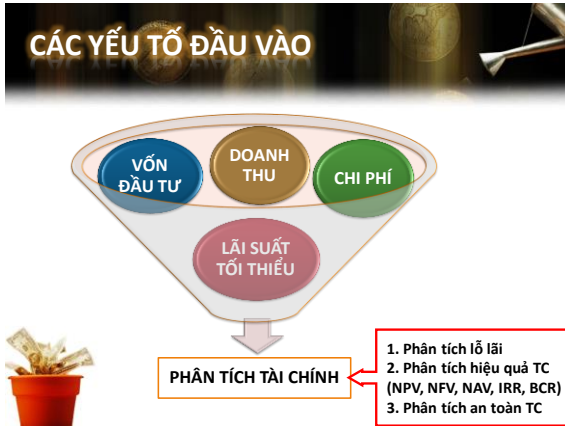 CÁC YẾU TỐ ĐẦU VÀO
VỐN
ĐẦU TƯ
DOANH
THU
CHI PHÍ
LÃI SUẤT
TỐI THIỂU
PHÂN TÍCH TÀI CHÍNH
1. Phân tích lỗ lãi
2. Phân tích hiệu quả TC
(NPV, NFV, NAV, IRR, BCR)
3. Phân tích an toàn TC